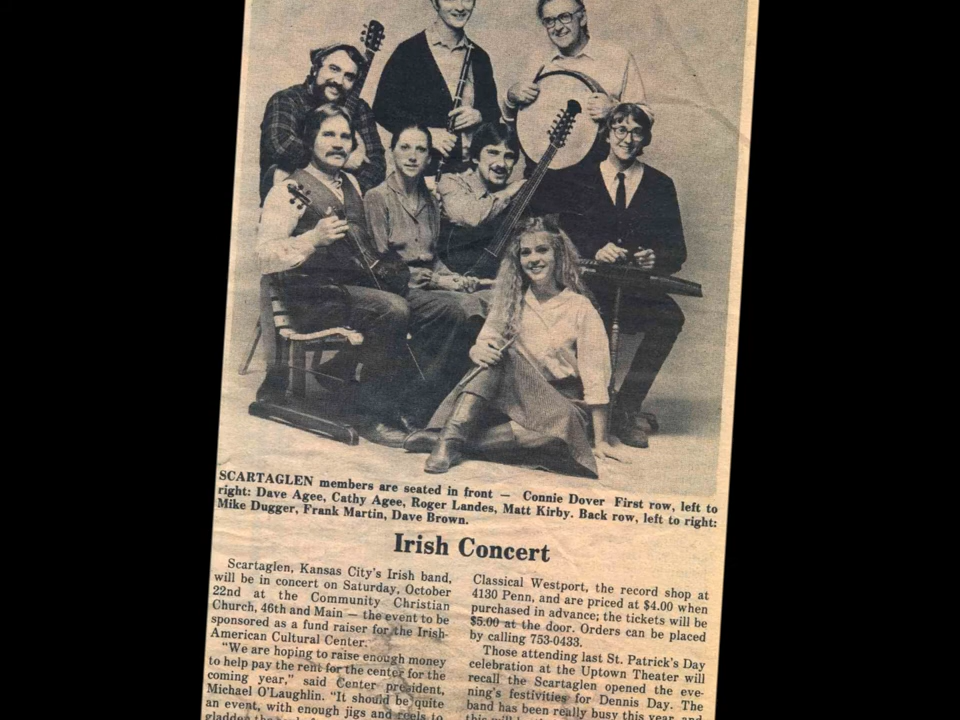 SCARTAGLEN members are seated in front — Connie Dover First row, left to
right: Dave Agee, Cathy Agee, Roger Landes, Matt Kirby. Back row, left to right:
Mike Dugger, Frank Martin, Dave Brown.
Irish Concert
Scartaglen, Kansas City's Irish band,
will be in concert on Saturday, October
22nd at the Community Christian
Church, 46th and Main — the event to be
sponsored as a fund raiser for the Irish-
American Cultural Center.
"We are hoping to raise enough money
to help pay the rent for the center for the
coming year," said Center president,
Michael O'Laughlin. "It should be quite
an event, with enough jigs and reels to
gladden the
Classical Westport, the record shop at
4130 Penn, and are priced at $4.00 when
purchased in advance; the tickets will be
$5.00 at the door. Orders can be placed
by calling 753-0433.
Those attending last St. Patrick's Day
celebration at the Uptown Theater will
recall the Scartaglen opened the eve-
ning's festivities for Dennis Day. The
band has been really busy this year, and
this will